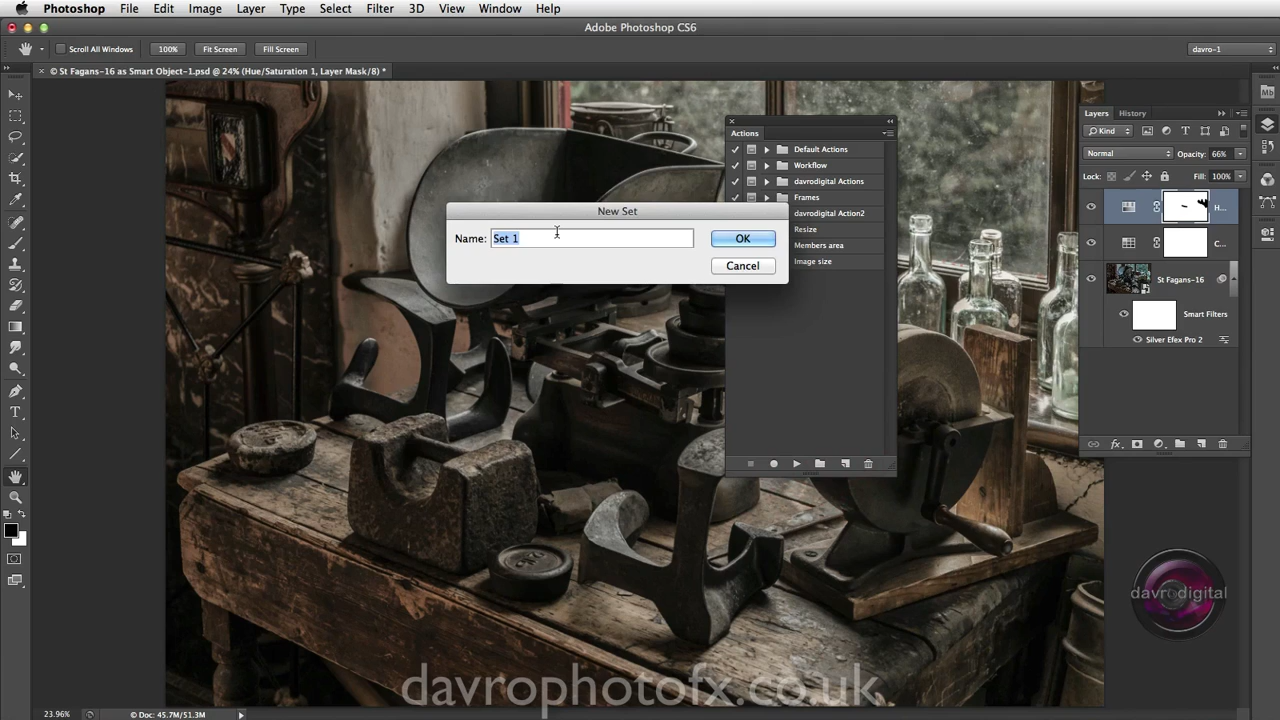 Photoshop File Edit Image Layer Type Select Filter 3D View Window Help
Adobe Photoshop CS6
Scroll All Windows 100% Fit Screen Fill Screen davro-1
× © St Fagans-16 as Smart Object-1.psd @ 24% (Hue/Saturation 1, Layer Mask/8) *
Mb
Layers History
Kind
Normal Opacity: 66%
Lock: Fill: 100%
H...
C...
St Fagans-16
Smart Filters
Silver Efex Pro 2
fx
Actions
Default Actions
Workflow
davrodigital Actions
Frames
davrodigital Action2
Resize
Members area
Image size
New Set
Name: Set 1 OK
Cancel
davrodigital
davrophotofx.co.uk
23.96% © Doc: 45.7M/51.3M